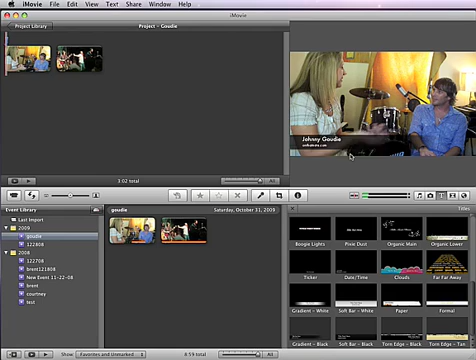 iMovie File Edit View Text Share Window Help
iMovie
Project Library
Project - Goudie
Johnny Goudie
3:02 total
Event Library
Last Import
2009
goudie
122808
2008
122708
brent121808
New Event 11-22-08
brent
courtney
test
goudie
Saturday, October 31, 2009
Titles
Boogie Lights
Pixie Dust
Organic Main
Organic Lower
Ticker
Date/Time
Clouds
Far Far Away
Gradient - White
Soft Bar - White
Paper
Formal
Gradient - Black
Soft Bar - Black
Torn Edge - Black
Torn Edge - Tan
Show: Favorites and Unmarked
4:59 total
All